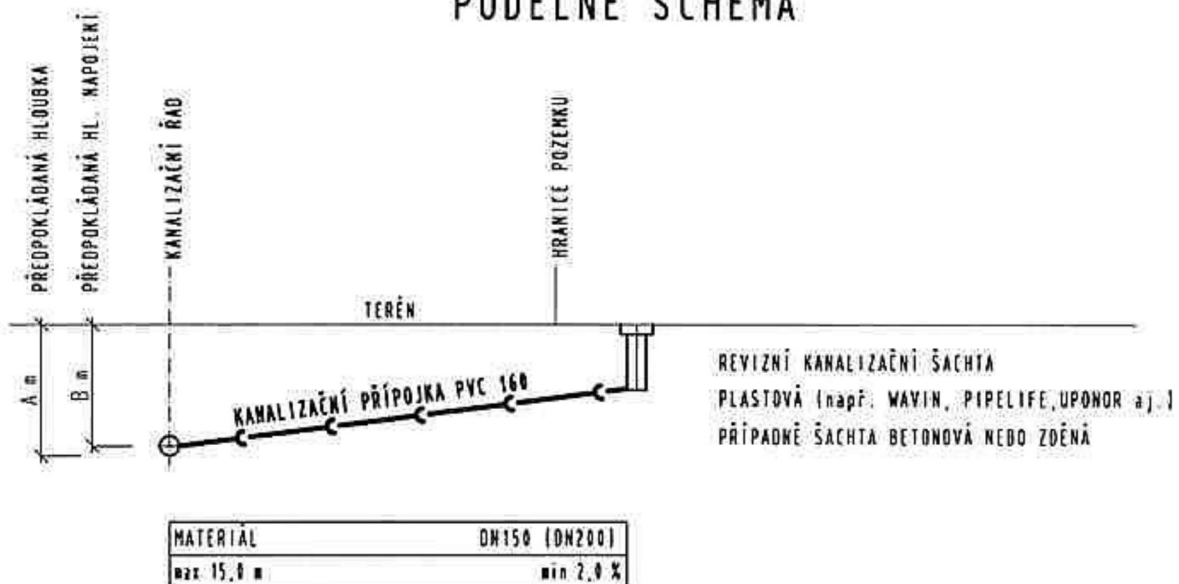 PODÉLNÉ SCHEMA
PŘEDPOKLÁDANÁ HLOUBKA
PŘEDPOKLÁDANÁ HL. NAPOJENÍ
KANALIZAČNÍ ŘAD
HRANICE POZEMKU
TERÉN
A m
B m
KANALIZAČNÍ PŘÍPOJKA PVC 160
REVIZNÍ KANALIZAČNÍ ŠACHTA
PLASTOVÁ (např. WAVIN, PIPELIFE,UPONOR aj.)
PŘÍPADNĚ ŠACHTA BETONOVÁ NEBO ZDĚNÁ
MATERIÁL DN150 (DN200)
max 15,0 m min 2,0 %